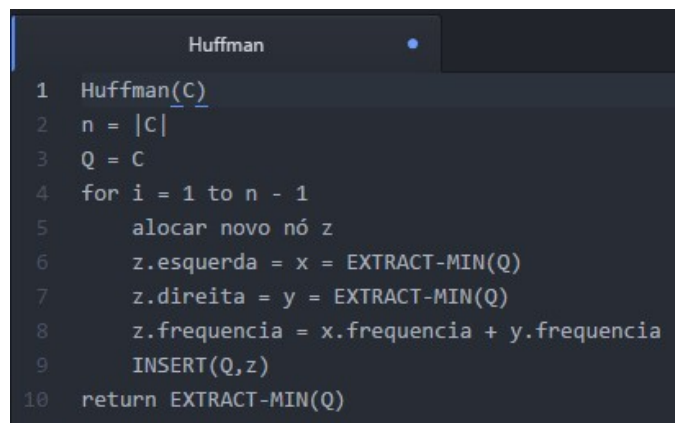 Huffman
1 Huffman(C)
2 n = |C|
3 Q = C
4 for i = 1 to n - 1
5 alocar novo nó z
6 z.esquerda = x = EXTRACT-MIN(Q)
7 z.direita = y = EXTRACT-MIN(Q)
8 z.frequencia = x.frequencia + y.frequencia
9 INSERT(Q,z)
10 return EXTRACT-MIN(Q)